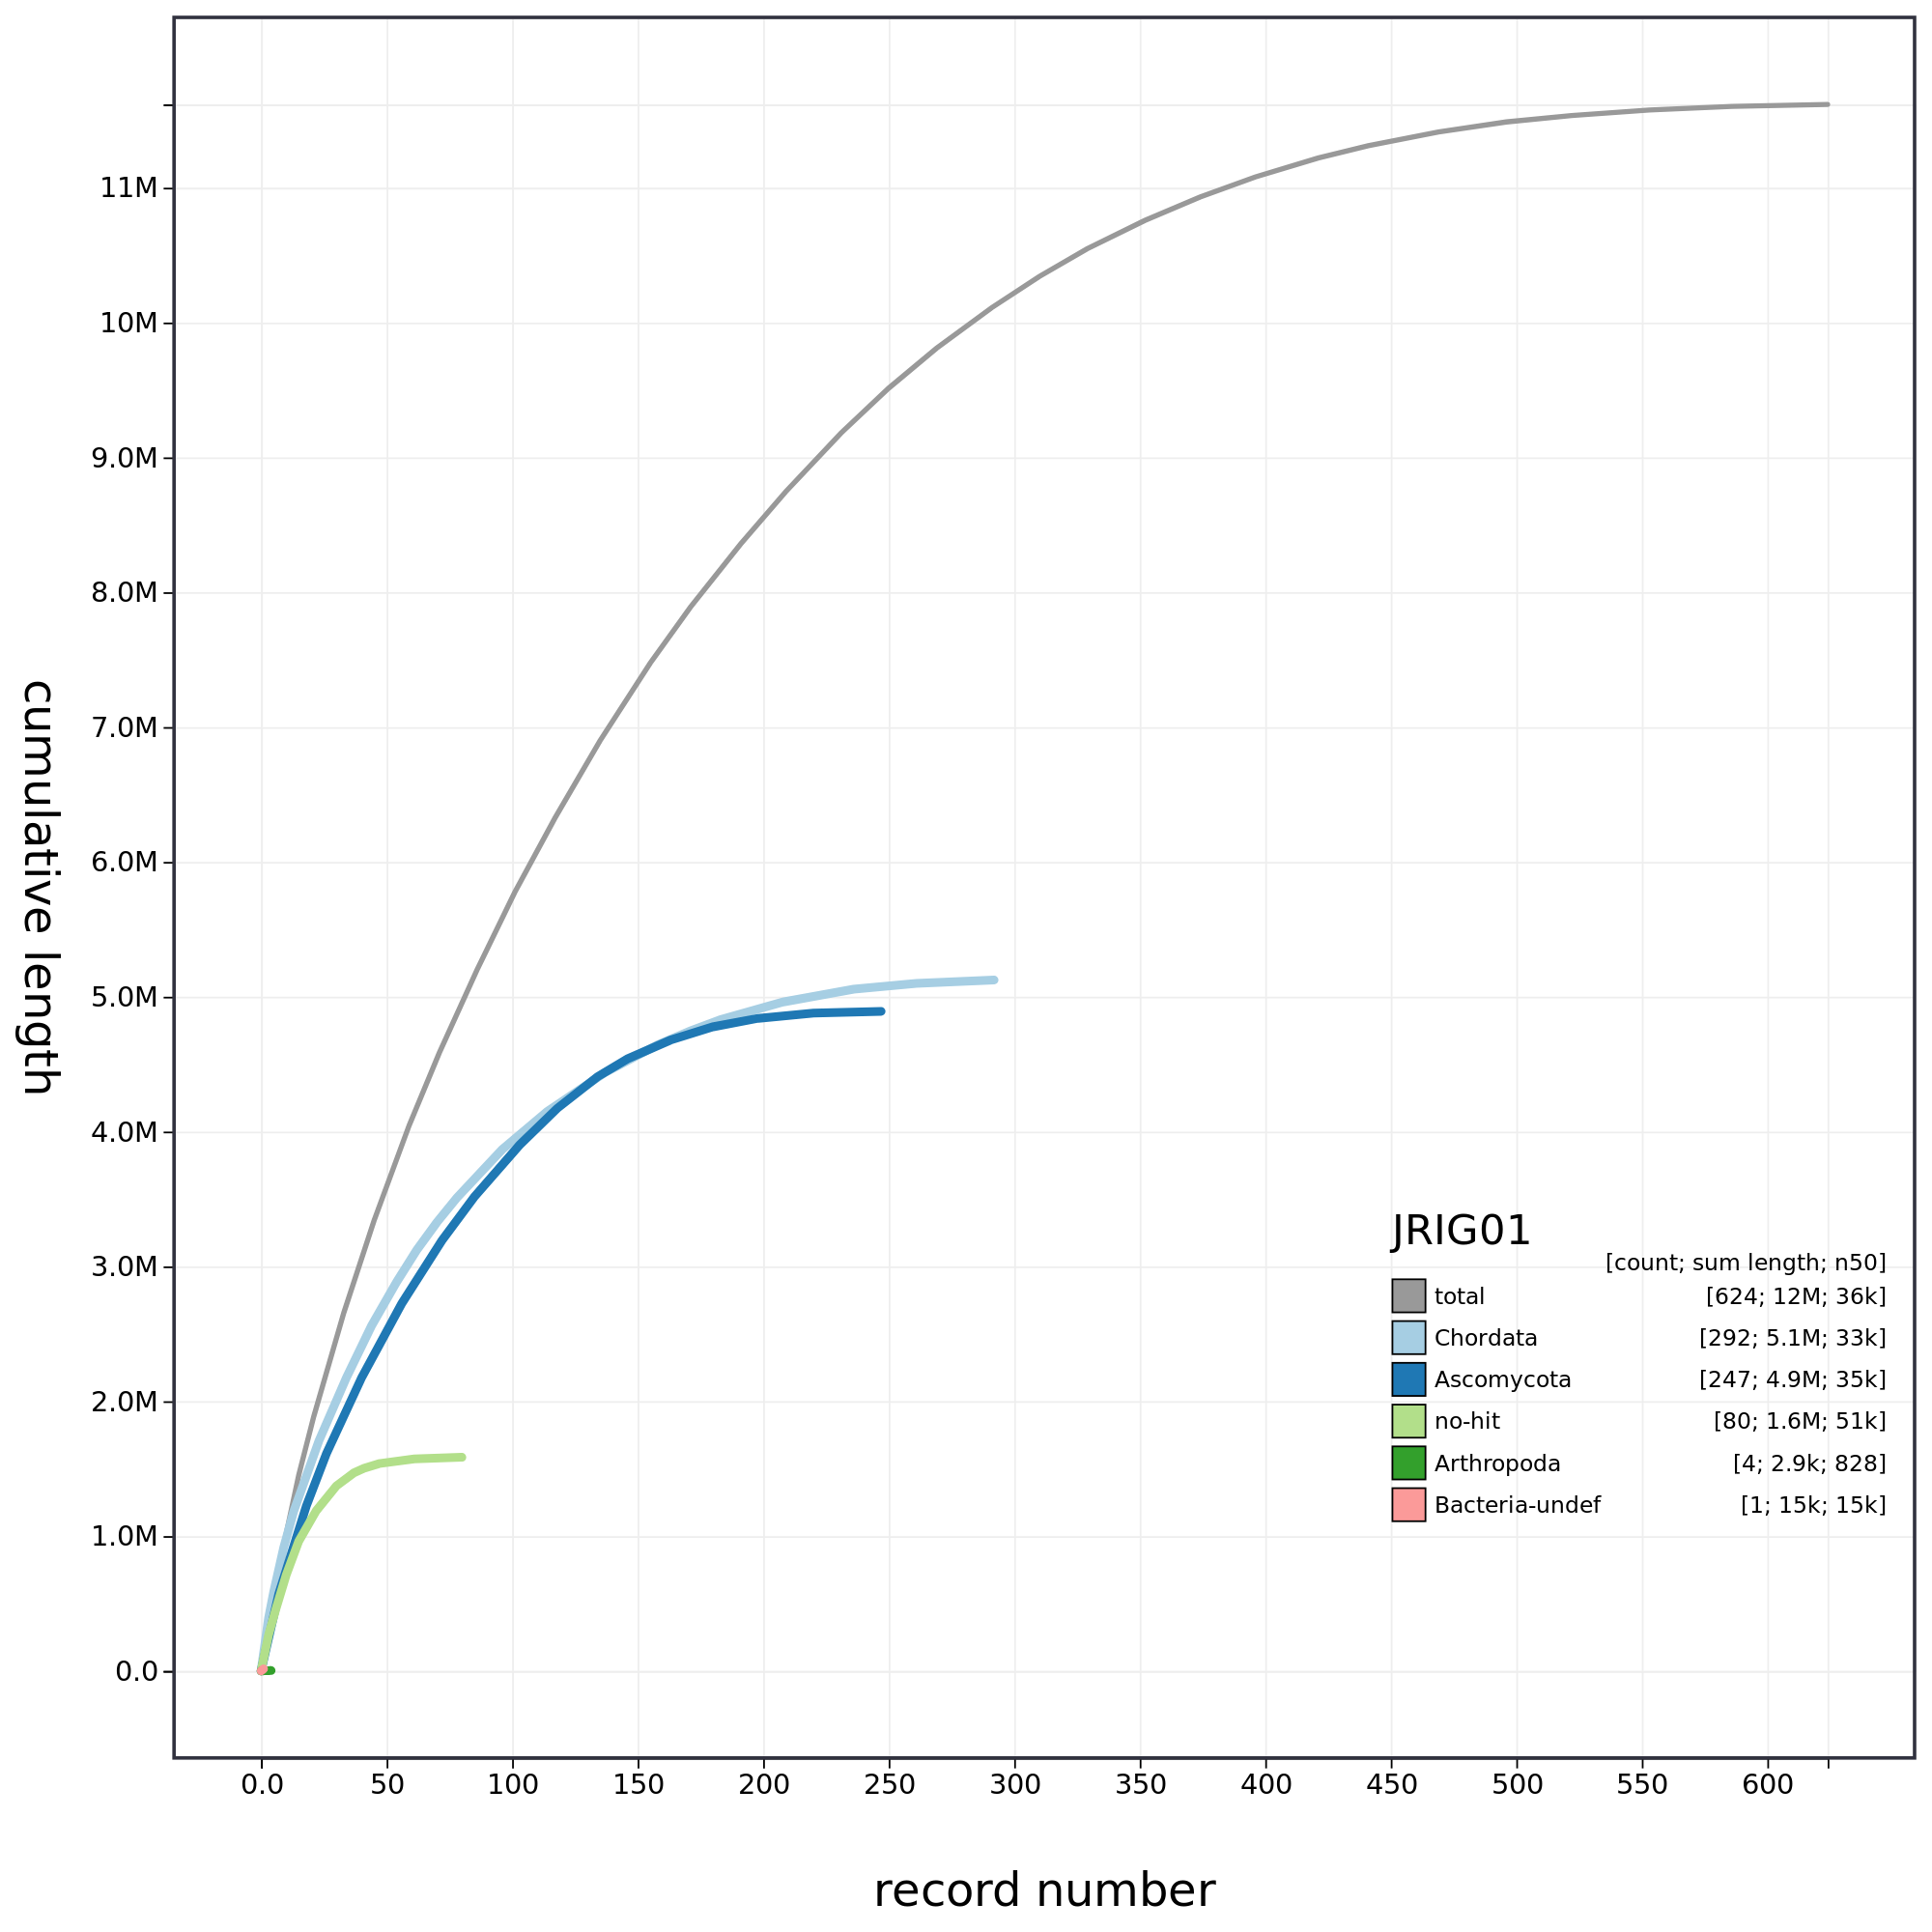 11M
10M
9.0M
8.0M
7.0M
6.0M
5.0M
4.0M
3.0M
2.0M
1.0M
0.0
cumulative length
JRIG01
[count; sum length; n50]
total [624; 12M; 36k]
Chordata [292; 5.1M; 33k]
Ascomycota [247; 4.9M; 35k]
no-hit [80; 1.6M; 51k]
Arthropoda [4; 2.9k; 828]
Bacteria-undef [1; 15k; 15k]
0.0 50 100 150 200 250 300 350 400 450 500 550 600
record number